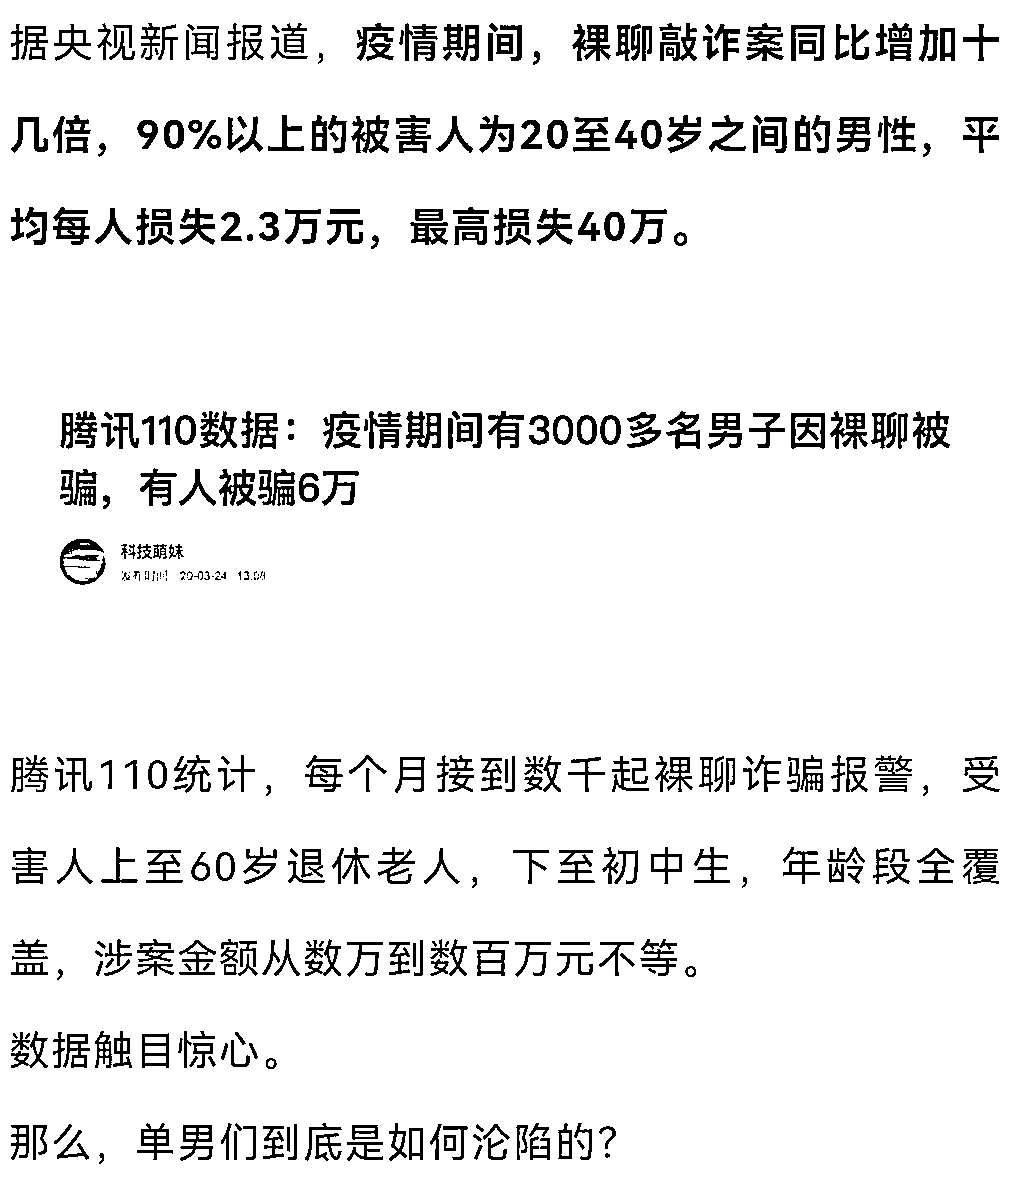 据央视新闻报道，疫情期间，裸聊敲诈案同比增加十
几倍，90%以上的被害人为20至40岁之间的男性，平
均每人损失2.3万元，最高损失40万。
腾讯110数据：疫情期间有3000多名男子因裸聊被
骗，有人被骗6万
科技萌妹
发布时间 20-03-24
腾讯110统计，每个月接到数千起裸聊诈骗报警，受
害人上至60岁退休老人，下至初中生，年龄段全覆
盖，涉案金额从数万到数百万元不等。
数据触目惊心。
那么，单男们到底是如何沦陷的？